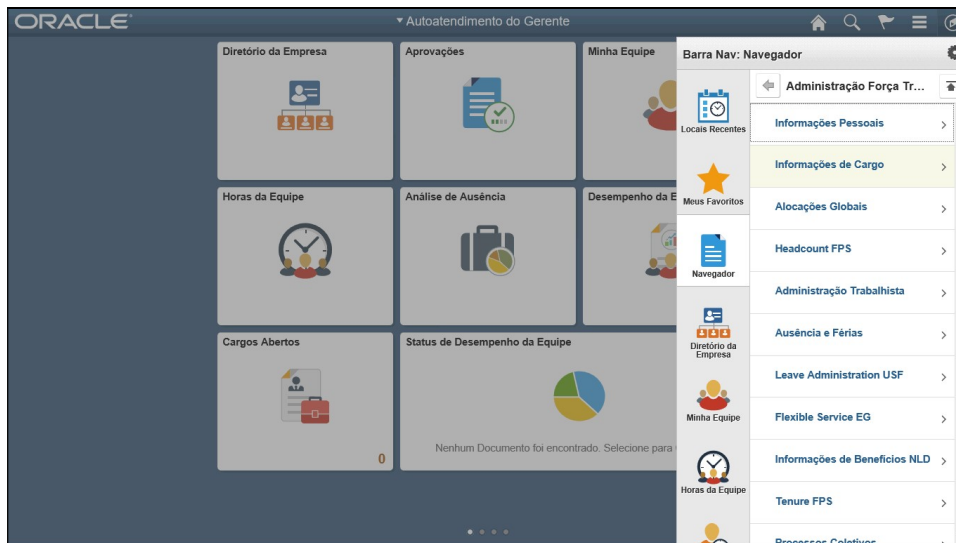 ORACLE
Autoatendimento do Gerente
Diretório da Empresa
Aprovações
Minha Equipe
Horas da Equipe
Análise de Ausência
Desempenho da E
Cargos Abertos
0
Status de Desempenho da Equipe
Nenhum Documento foi encontrado. Selecione para
Barra Nav: Navegador
Locais Recentes
Meus Favoritos
Navegador
Diretório da
Empresa
Minha Equipe
Horas da Equipe
Administração Força Tr...
Informações Pessoais
Informações de Cargo
Alocações Globais
Headcount FPS
Administração Trabalhista
Ausência e Férias
Leave Administration USF
Flexible Service EG
Informações de Benefícios NLD
Tenure FPS
Processos Coletivos